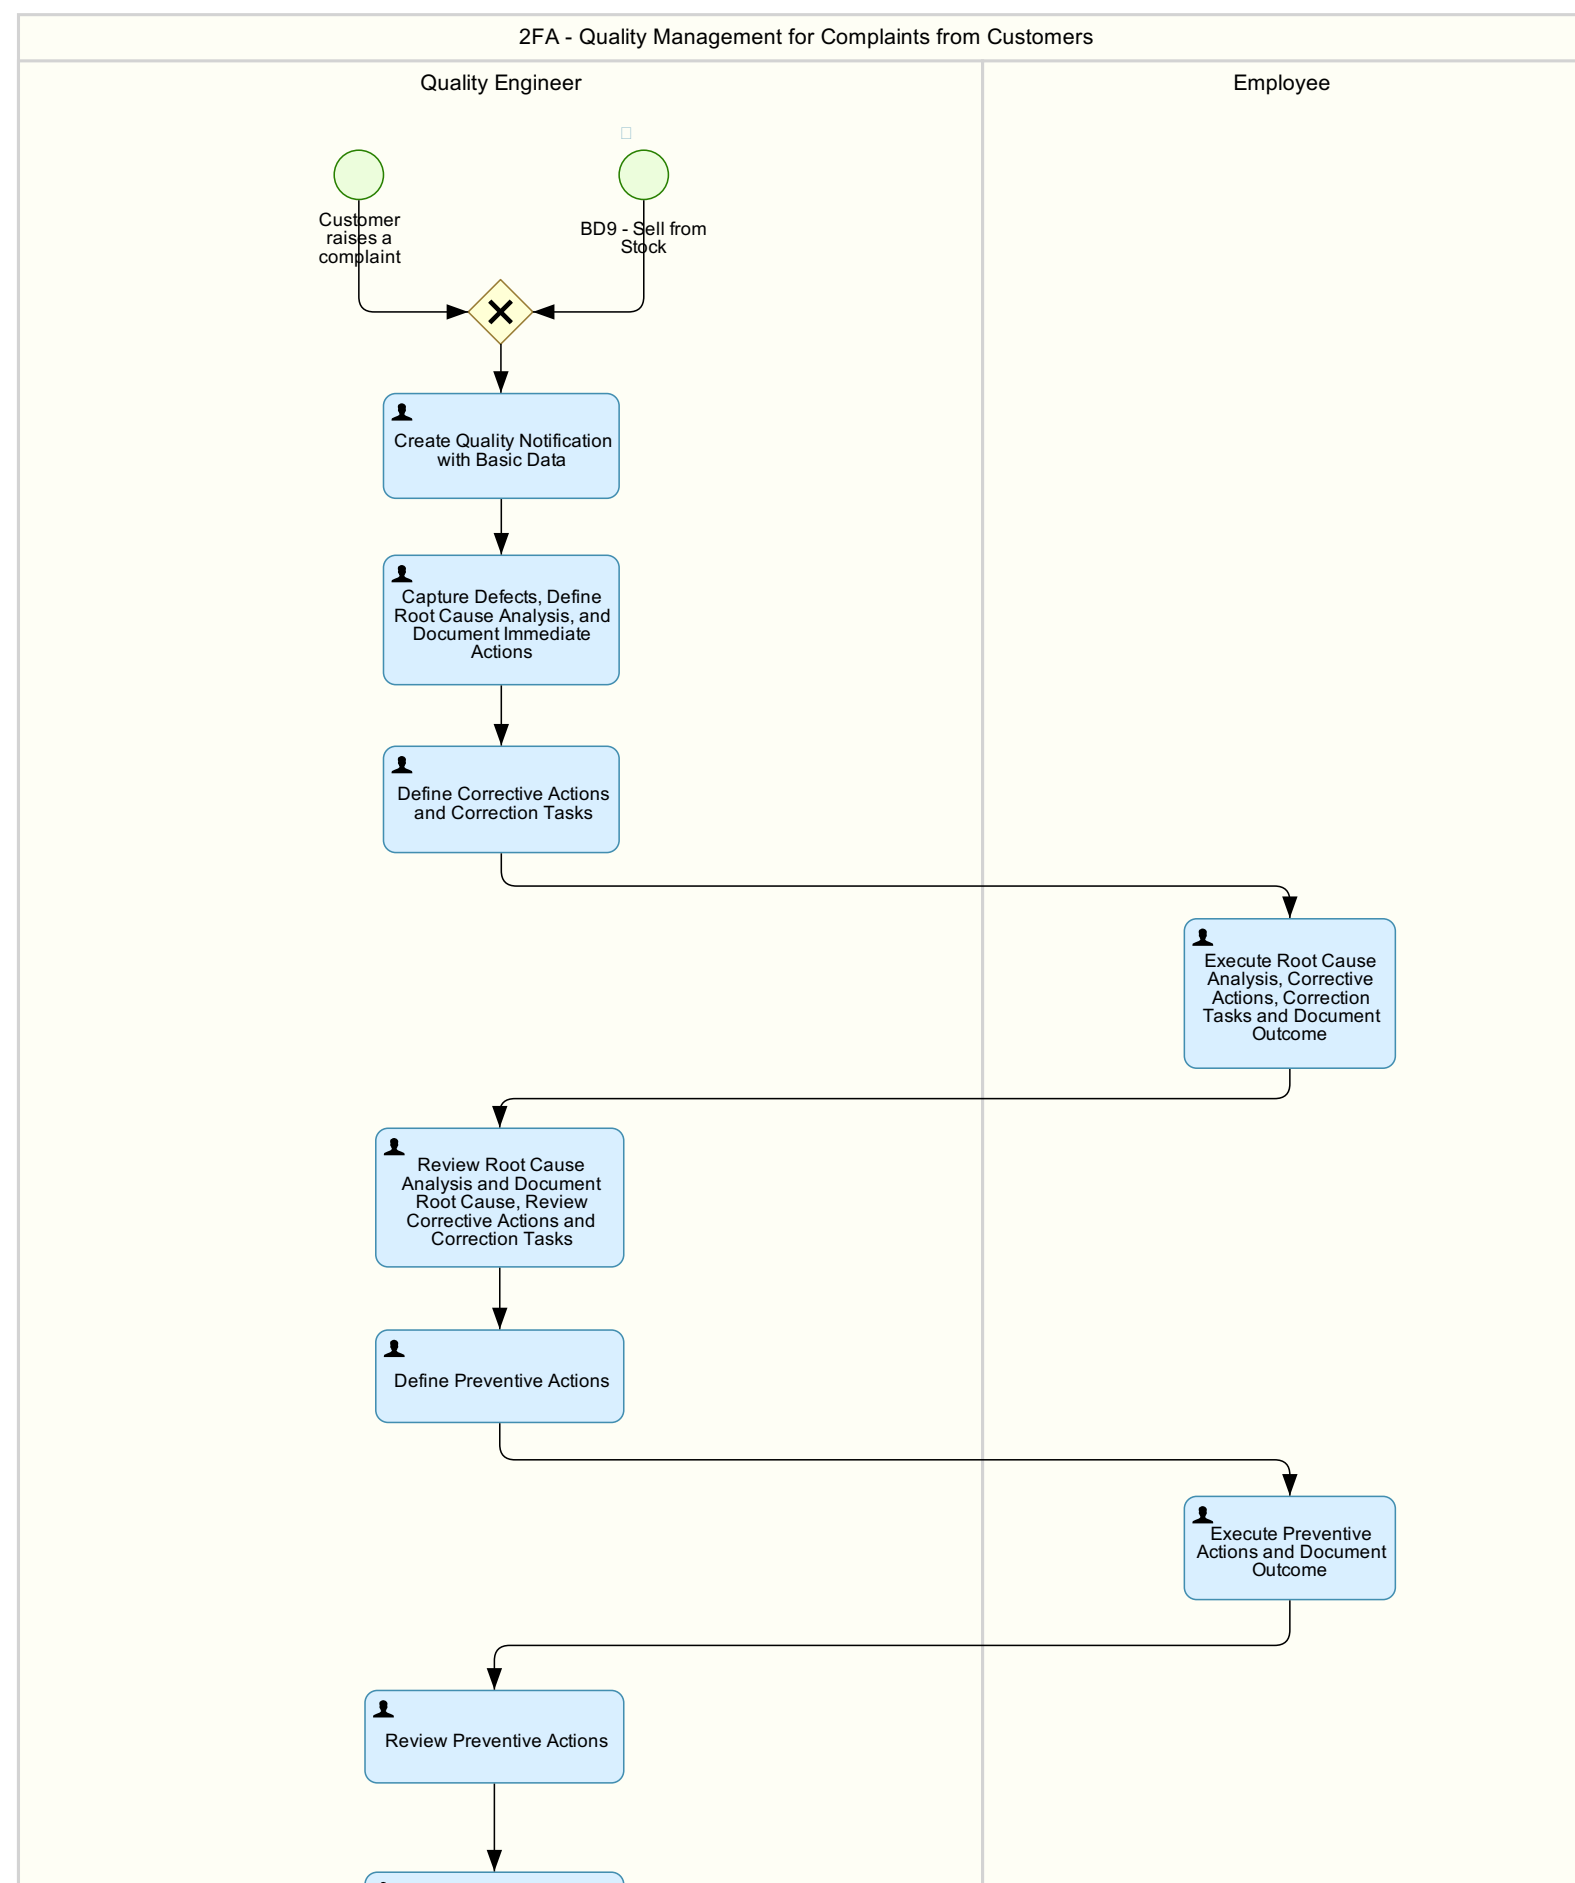 2FA - Quality Management for Complaints from Customers
Quality Engineer
Employee
Customer
raises a
complaint
BD9 - Sell from
Stock
Create Quality Notification
with Basic Data
Capture Defects, Define
Root Cause Analysis, and
Document Immediate
Actions
Define Corrective Actions
and Correction Tasks
Execute Root Cause
Analysis, Corrective
Actions, Correction
Tasks and Document
Outcome
Review Root Cause
Analysis and Document
Root Cause, Review
Corrective Actions and
Correction Tasks
Define Preventive Actions
Execute Preventive
Actions and Document
Outcome
Review Preventive Actions